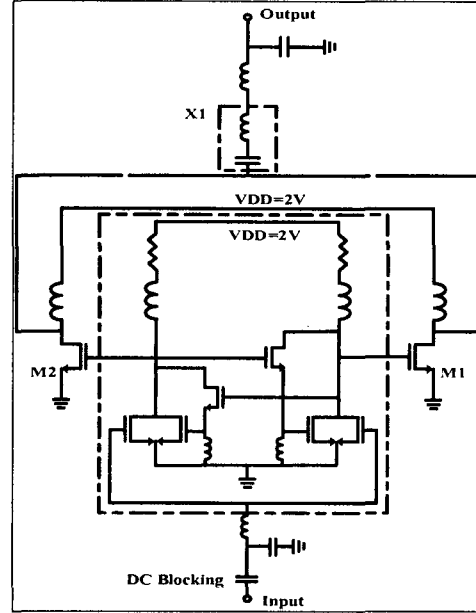 Output
X1
VDD=2V
VDD=2V
M2
M1
DC Blocking
Input